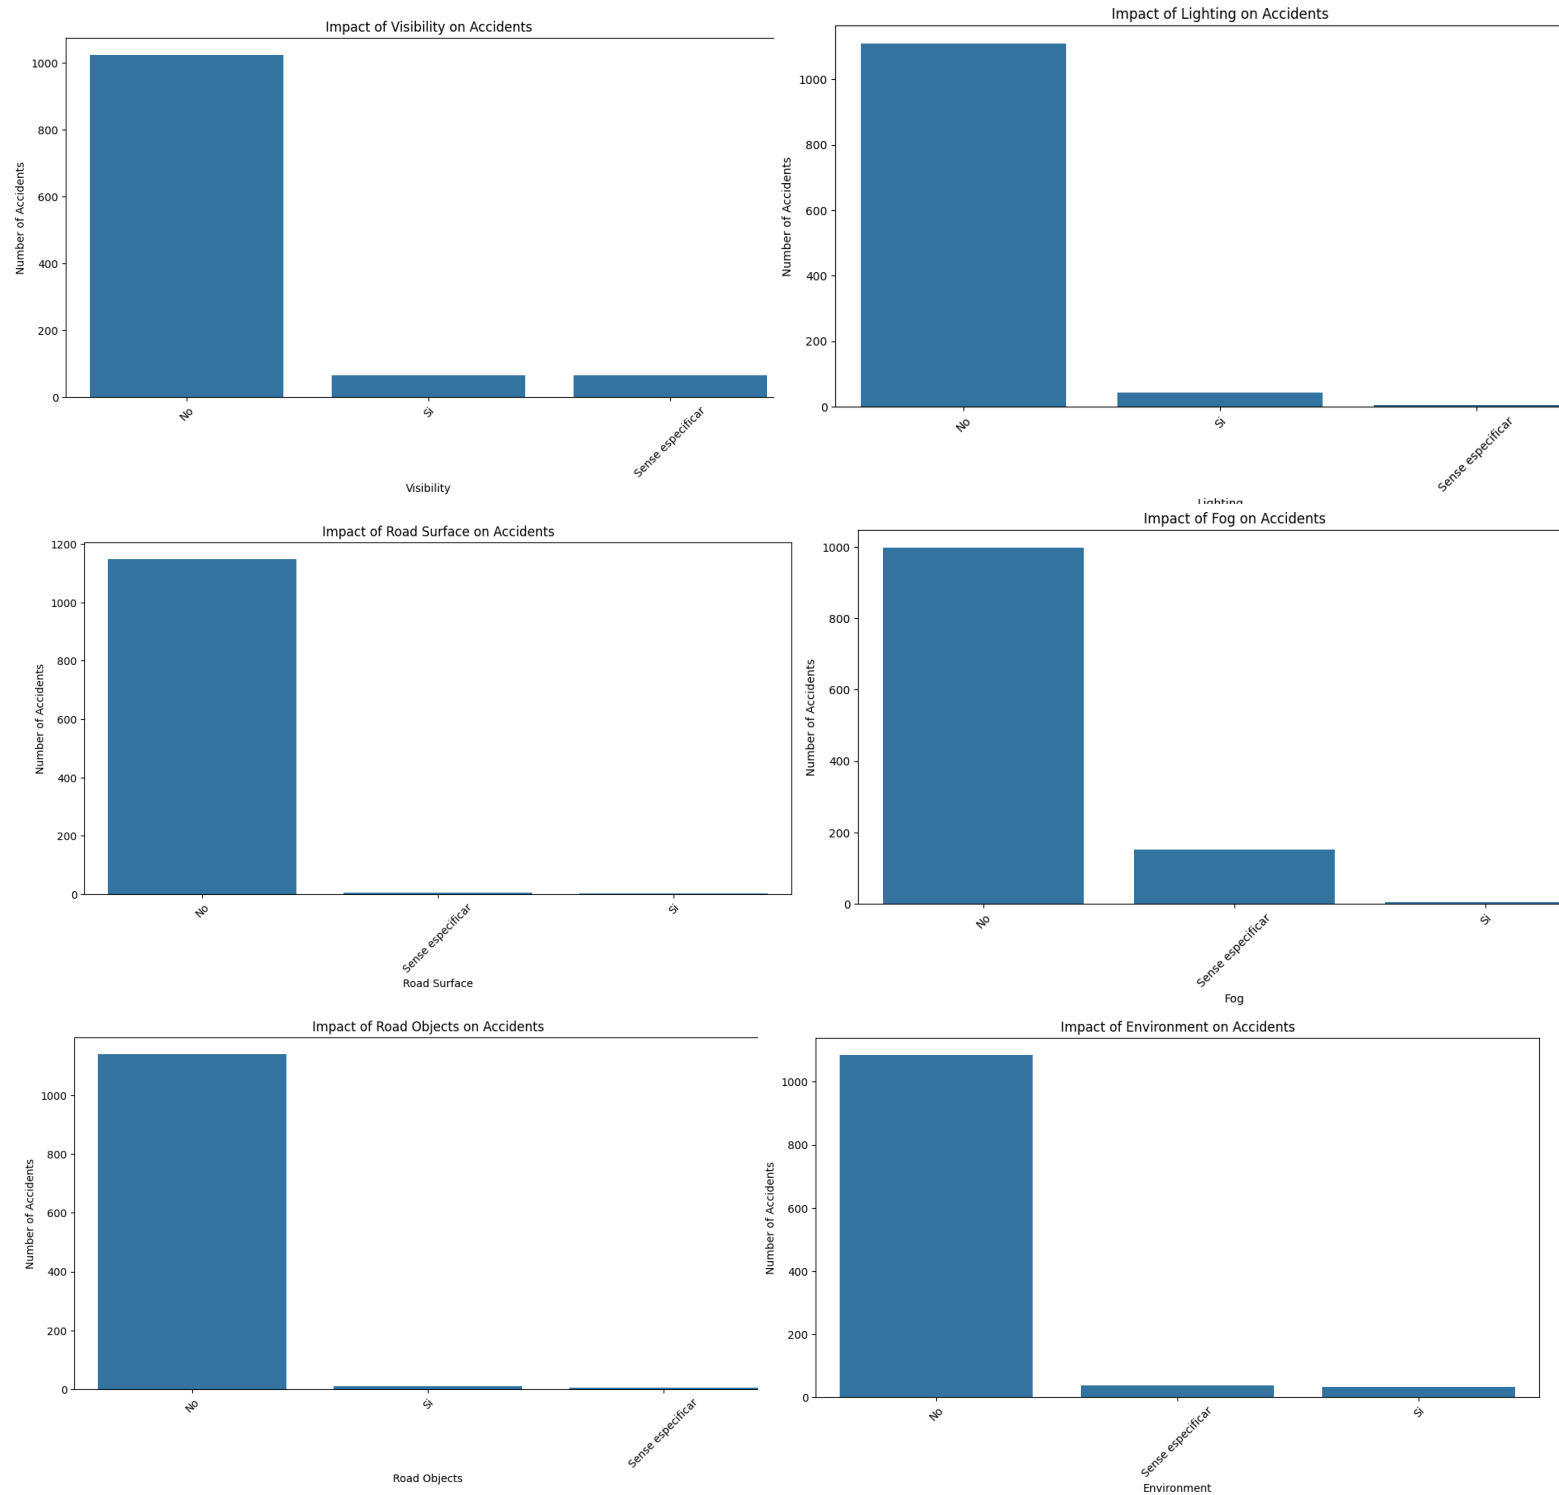 Impact of Visibility on Accidents
Number of Accidents
1000
800
600
400
200
0
No
Si
Sense especificar
Visibility
Impact of Lighting on Accidents
Number of Accidents
1000
800
600
400
200
0
No
Si
Sense especificar
Lighting
Impact of Road Surface on Accidents
Number of Accidents
1200
1000
800
600
400
200
0
No
Sense especificar
Si
Road Surface
Impact of Fog on Accidents
Number of Accidents
1000
800
600
400
200
0
No
Sense especificar
Si
Fog
Impact of Road Objects on Accidents
Number of Accidents
1000
800
600
400
200
0
No
Si
Sense especificar
Road Objects
Impact of Environment on Accidents
Number of Accidents
1000
800
600
400
200
0
No
Sense especificar
Si
Environment